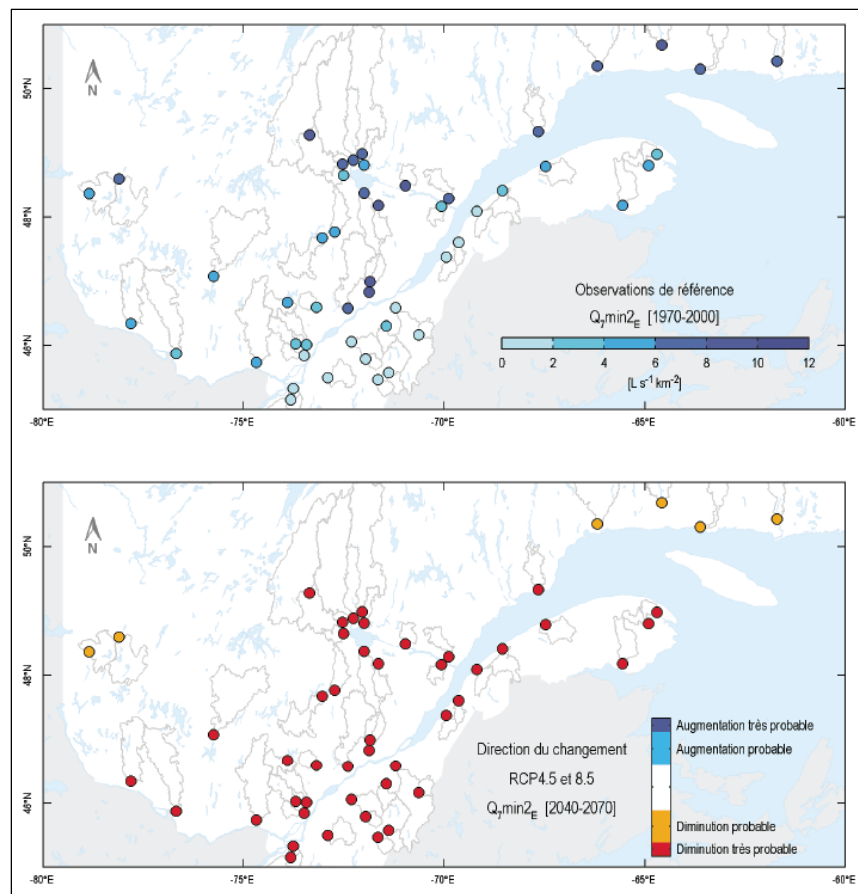 50°N
48°N
46°N
N
Observations de référence
Q₇min2_E [1970-2000]
0 2 4 6 8 10 12
[L s⁻¹ km⁻²]
-80°E -75°E -70°E -65°E -60°E
50°N
48°N
46°N
N
Direction du changement
RCP4.5 et 8.5
Q₇min2_E [2040-2070]
Augmentation très probable
Augmentation probable
Diminution probable
Diminution très probable
-80°E -75°E -70°E -65°E -60°E